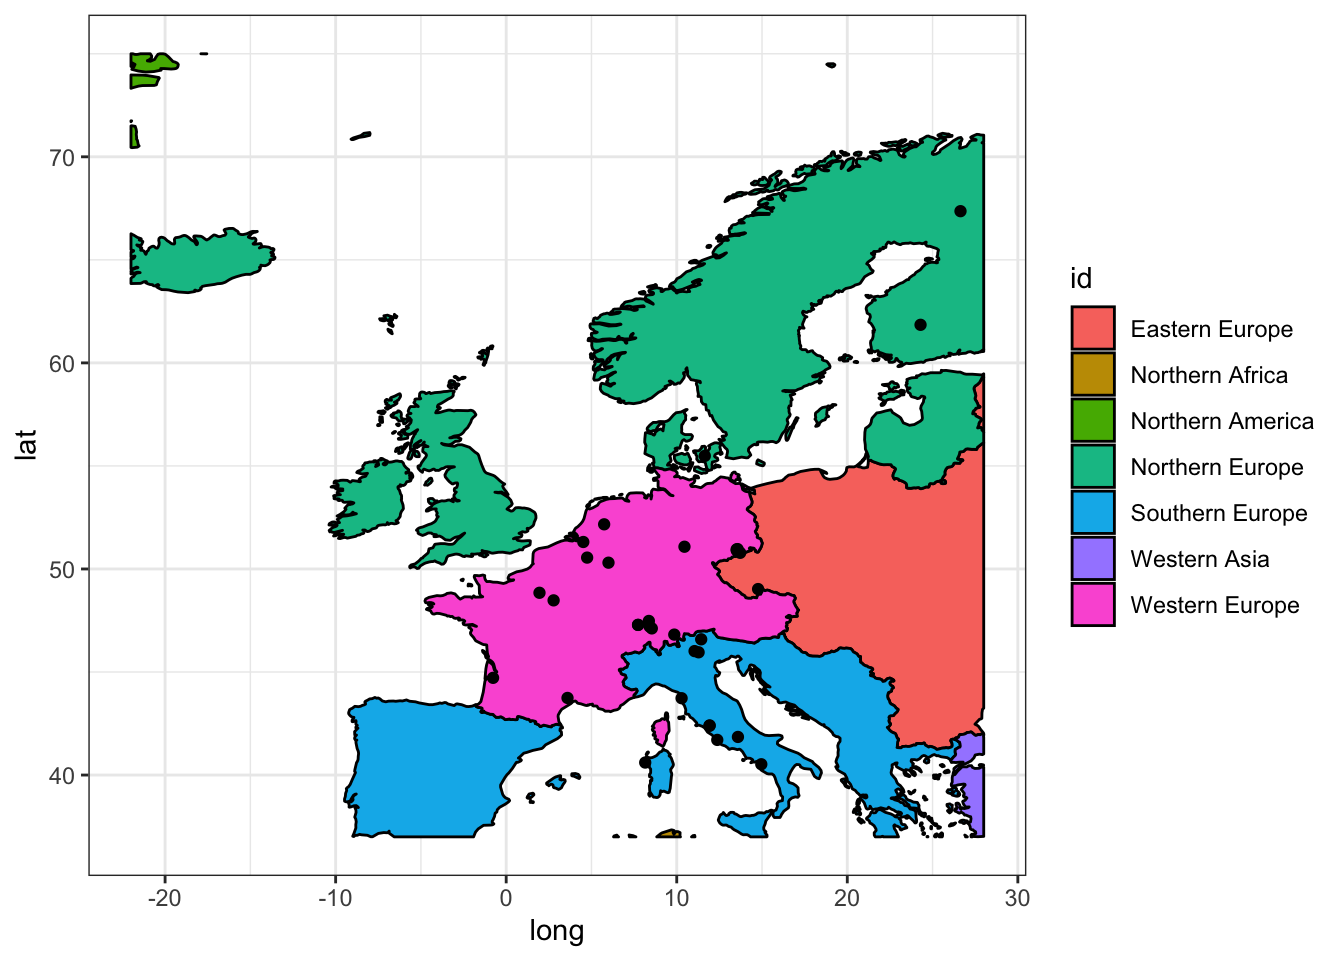 70
60
50
40
lat
-20
-10
0
10
20
30
long
id
Eastern Europe
Northern Africa
Northern America
Northern Europe
Southern Europe
Western Asia
Western Europe